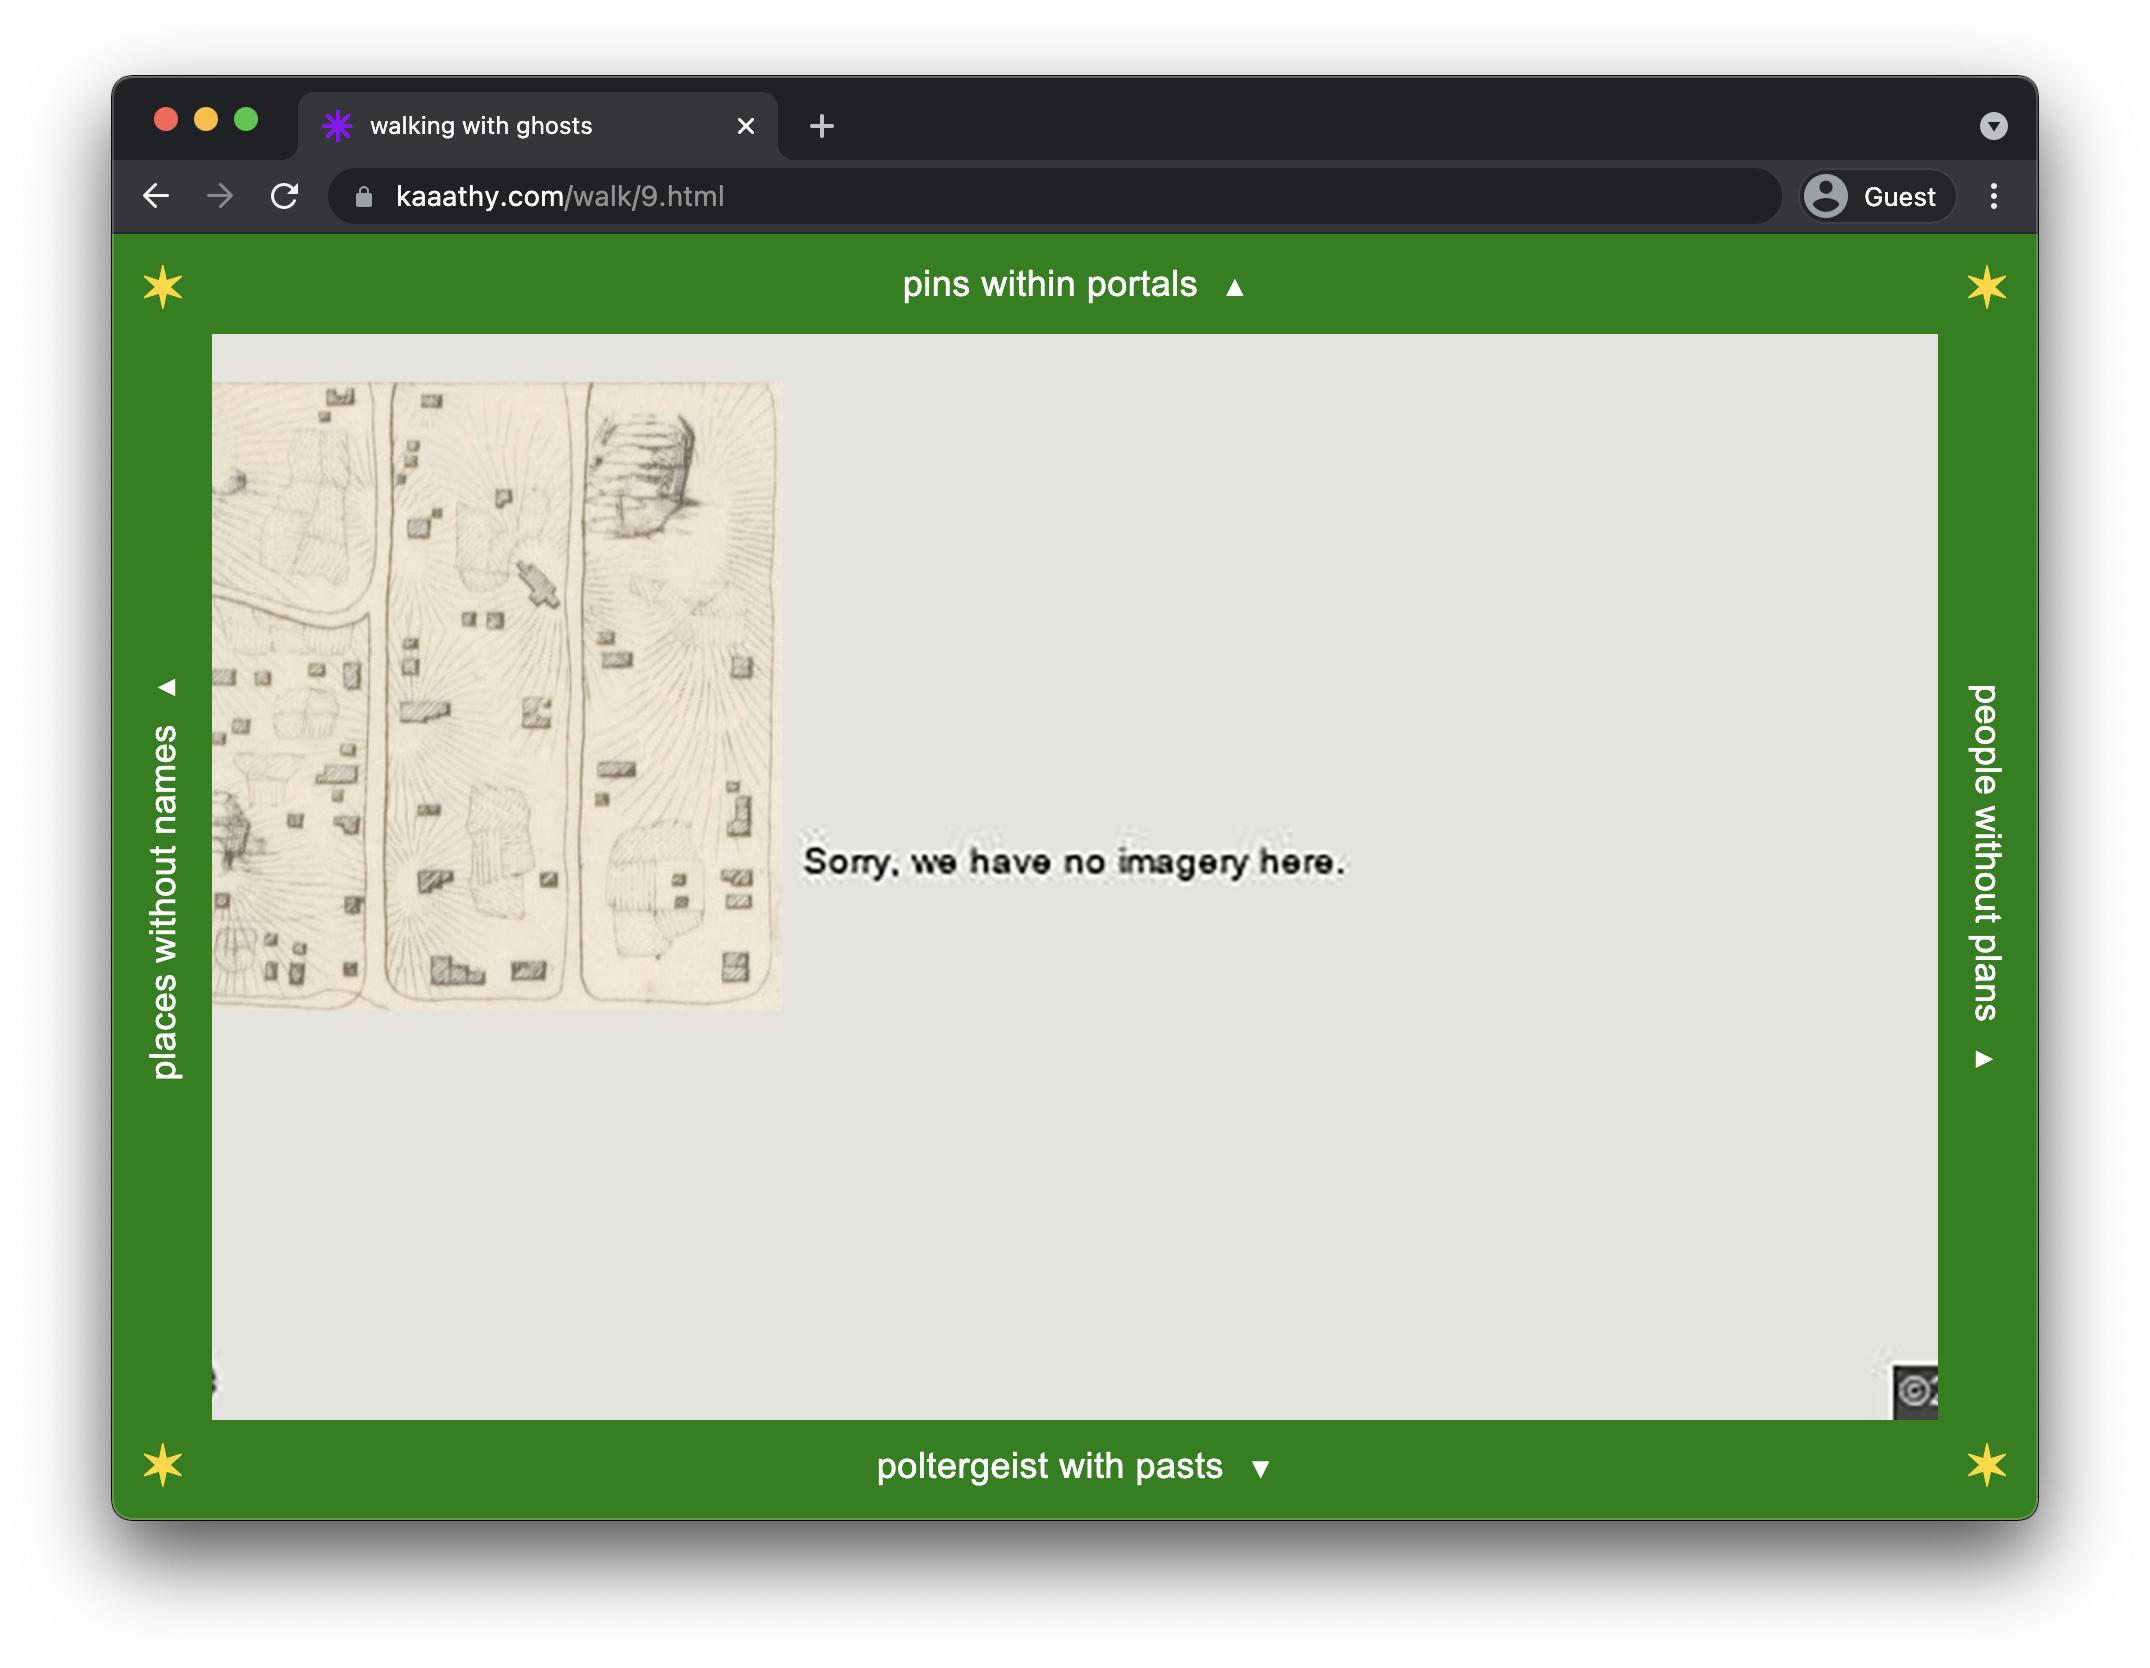 walking with ghosts
kaaathy.com/walk/9.html
Guest
pins within portals ▲
places without names ▲
people without plans ▲
Sorry, we have no imagery here.
©
poltergeist with pasts ▼